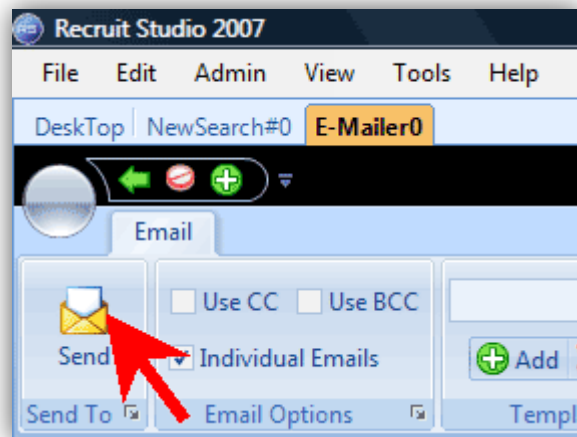 Recruit Studio 2007
File Edit Admin View Tools Help
DeskTop NewSearch#0 E-Mailer0
Email
Use CC Use BCC
Send Individual Emails Add
Send To Email Options